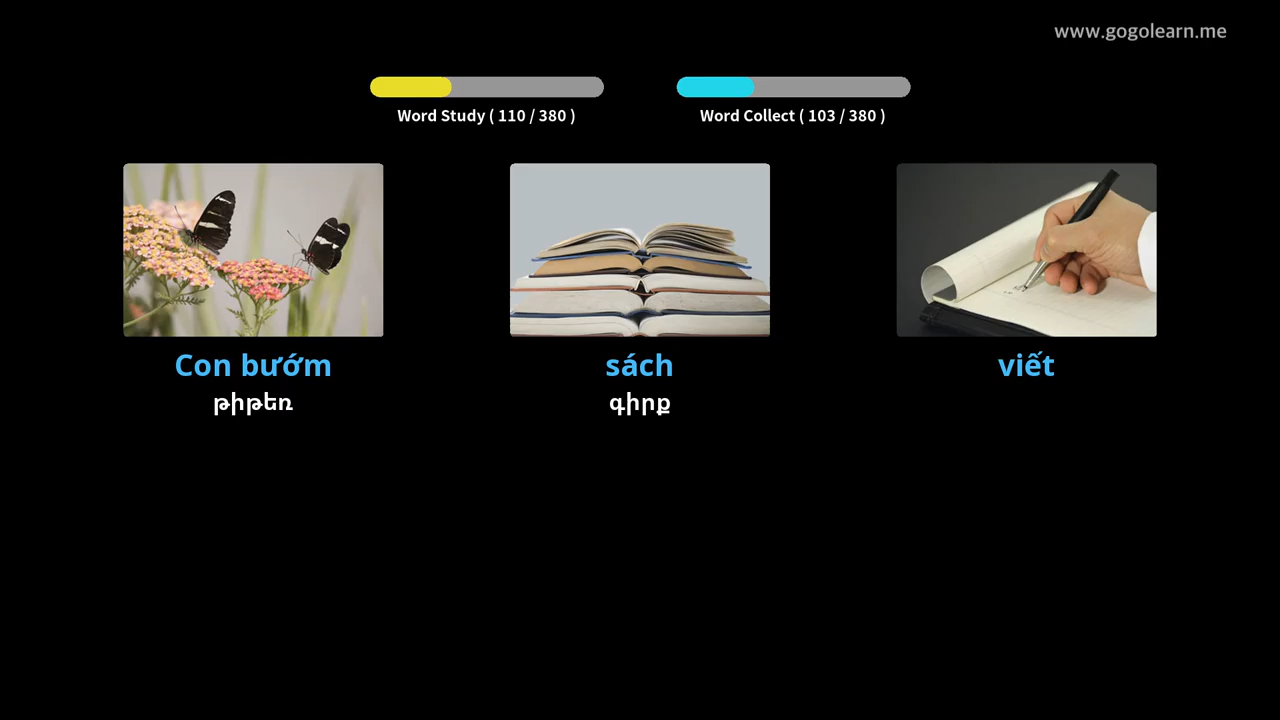 www.gogolearn.me
Word Study ( 110 / 380 )
Word Collect ( 103 / 380 )
Con bướm
sách
viết
թիթեռ
գիրք